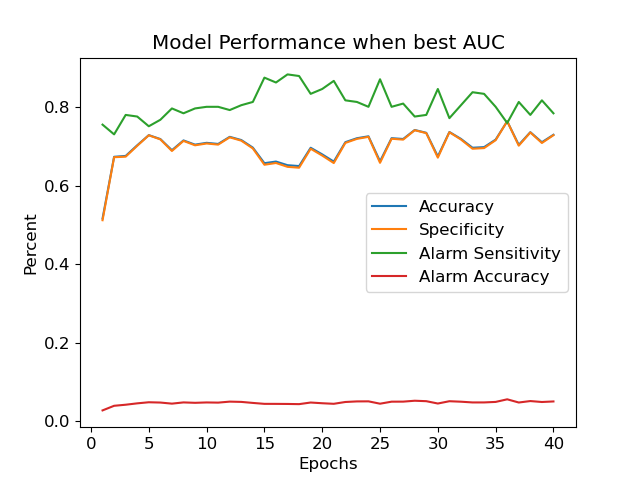 Model Performance when best AUC
Percent
0.8
0.6
0.4
0.2
0.0
Accuracy
Specificity
Alarm Sensitivity
Alarm Accuracy
0 5 10 15 20 25 30 35 40
Epochs